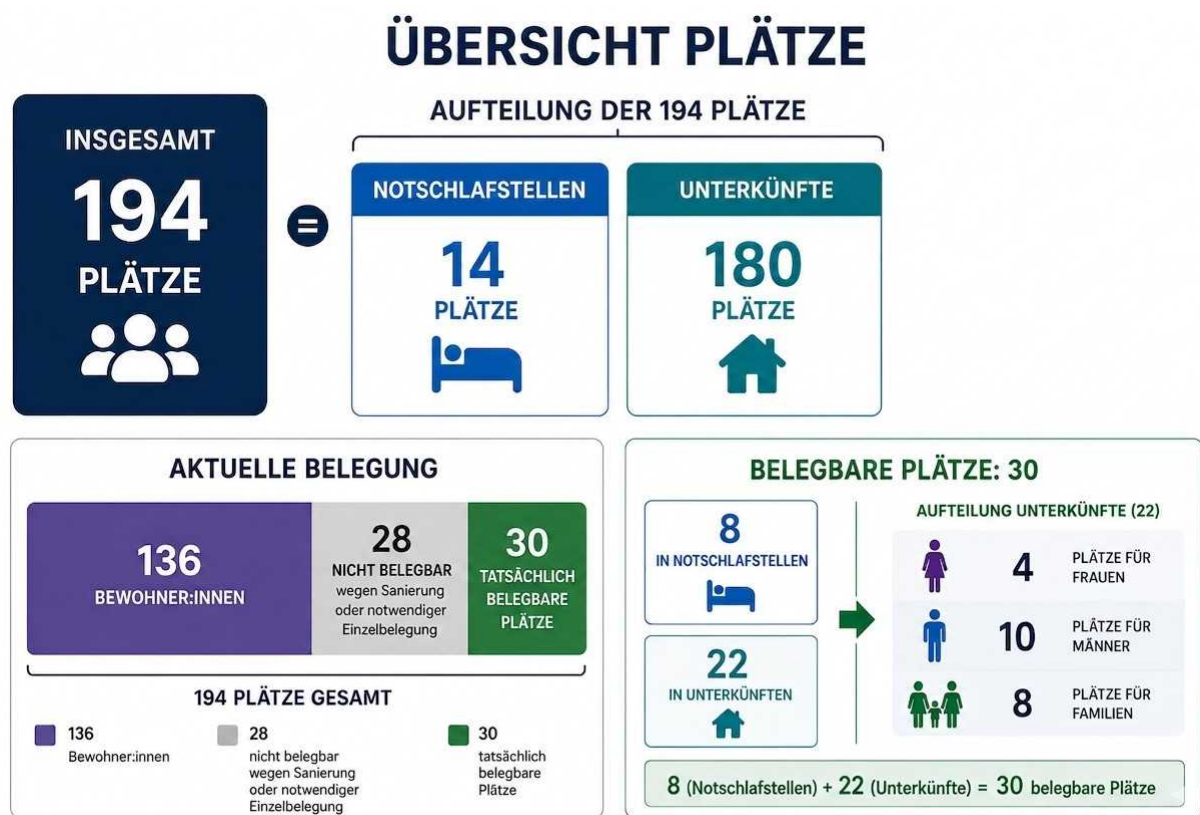 ÜBERSICHT PLÄTZE
INSGESAMT
194
PLÄTZE
=
AUFTEILUNG DER 194 PLÄTZE
NOTSCHLAFSTELLEN
14
PLÄTZE
UNTERKÜNFTE
180
PLÄTZE
AKTUELLE BELEGUNG
136
BEWOHNER:INNEN
28
NICHT BELEGBAR
wegen Sanierung
oder notwendiger
Einzelbelegung
30
TATSÄCHLICH
BELEGBARE
PLÄTZE
194 PLÄTZE GESAMT
136
Bewohner:innen
28
nicht belegbar
wegen Sanierung
oder notwendiger
Einzelbelegung
30
tatsächlich
belegbare
Plätze
BELEGBARE PLÄTZE: 30
8
IN NOTSCHLAFSTELLEN
22
IN UNTERKÜNFTEN
AUFTEILUNG UNTERKÜNFTE (22)
4 PLÄTZE FÜR
FRAUEN
10 PLÄTZE FÜR
MÄNNER
8 PLÄTZE FÜR
FAMILIEN
8 (Notschlafstellen) + 22 (Unterkünfte) = 30 belegbare Plätze